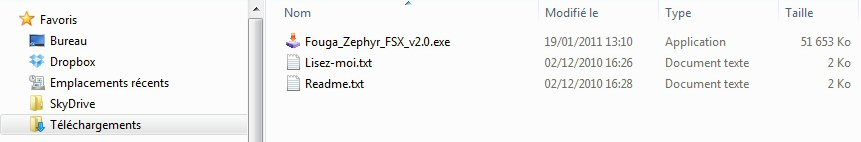 Favoris
Bureau
Dropbox
Emplacements récents
SkyDrive
Téléchargements
Nom Modifié le Type Taille
Fouga_Zephyr_FSX_v2.0.exe 19/01/2011 13:10 Application 51 653 Ko
Lisez-moi.txt 02/12/2010 16:26 Document texte 2 Ko
Readme.txt 02/12/2010 16:28 Document texte 2 Ko